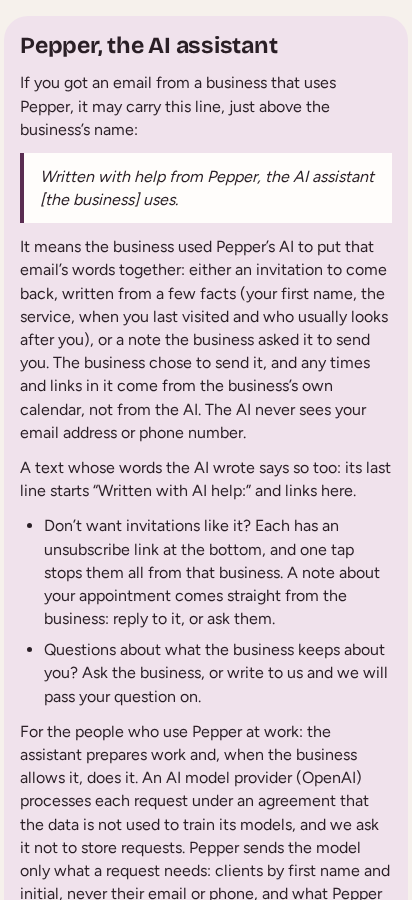 Pepper, the AI assistant
If you got an email from a business that uses
Pepper, it may carry this line, just above the
business’s name:
Written with help from Pepper, the AI assistant
[the business] uses.
It means the business used Pepper’s AI to put that
email’s words together: either an invitation to come
back, written from a few facts (your first name, the
service, when you last visited and who usually looks
after you), or a note the business asked it to send
you. The business chose to send it, and any times
and links in it come from the business’s own
calendar, not from the AI. The AI never sees your
email address or phone number.
A text whose words the AI wrote says so too: its last
line starts “Written with AI help:” and links here.
• Don’t want invitations like it? Each has an
unsubscribe link at the bottom, and one tap
stops them all from that business. A note about
your appointment comes straight from the
business: reply to it, or ask them.
• Questions about what the business keeps about
you? Ask the business, or write to us and we will
pass your question on.
For the people who use Pepper at work: the
assistant prepares work and, when the business
allows it, does it. An AI model provider (OpenAI)
processes each request under an agreement that
the data is not used to train its models, and we ask
it not to store requests. Pepper sends the model
only what a request needs: clients by first name and
initial, never their email or phone, and what Pepper